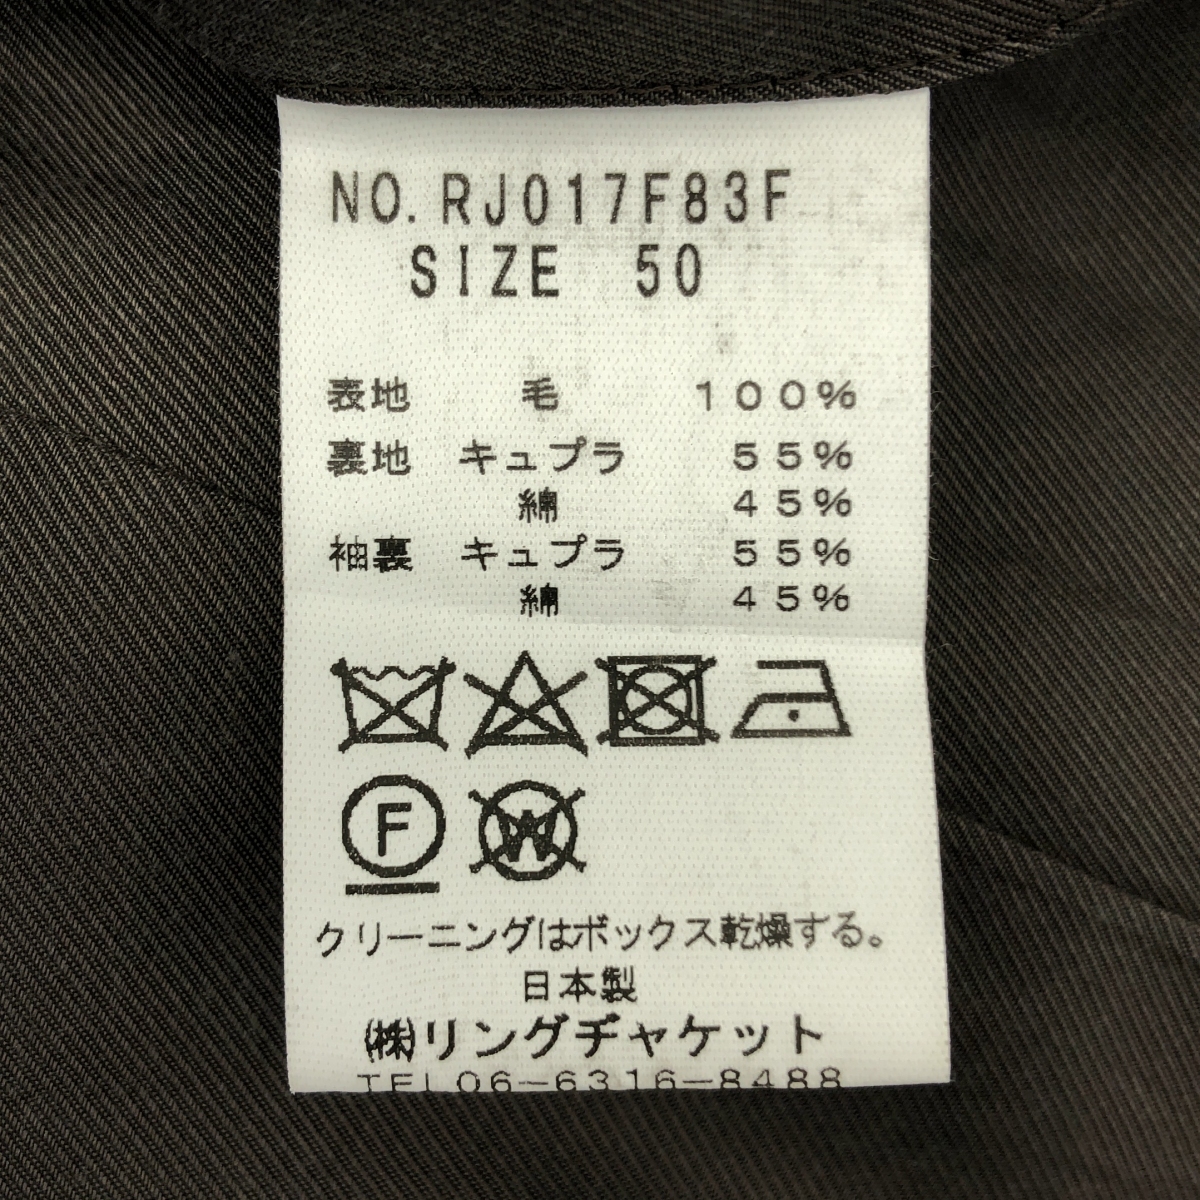 NO. RJ017F83F
SIZE 50
表地 毛 100%
裏地 キュプラ 55%
綿 45%
袖裏 キュプラ 55%
綿 45%
F
W
クリーニングはボックス乾燥する。
日本製
㈱リングヂャケット
TEL06-6316-8488